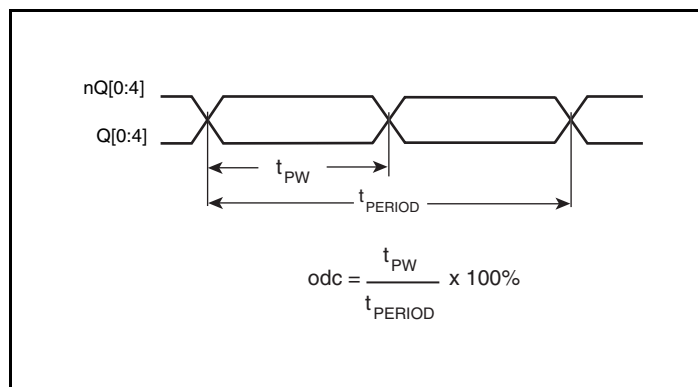 nQ[0:4]
Q[0:4]
tPW
tPERIOD
odc = tPW / tPERIOD x 100%